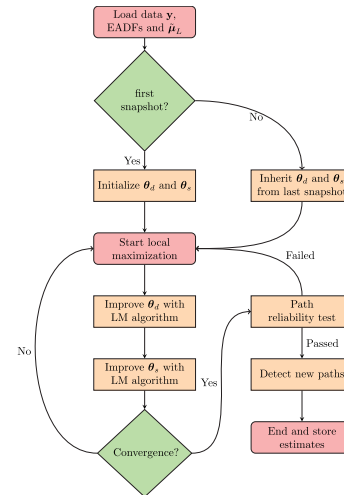 Load data y,
EADFs and μ̃_L
first
snapshot?
No
Yes
Initialize θ_d and θ_s
Inherit θ_d and θ_s
from last snapshot
Start local
maximization
Failed
Improve θ_d with
LM algorithm
Path
reliability test
No
Passed
Improve θ_s with
LM algorithm
Yes
Detect new paths
Convergence?
End and store
estimates